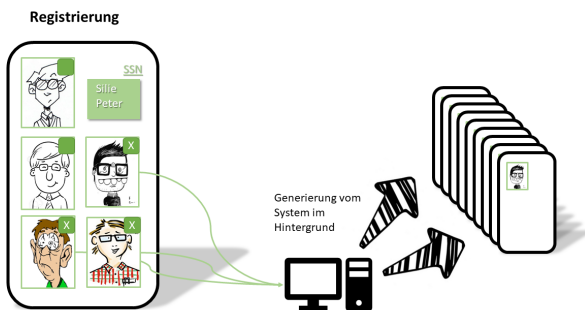 Registrierung
SSN
Silie
Peter
X
X
X
Generierung vom
System im
Hintergrund